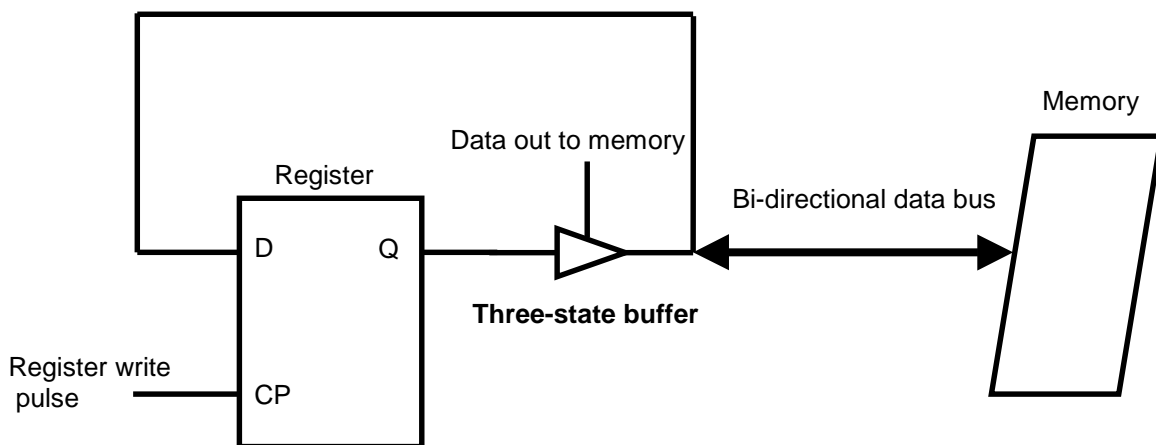 Memory
Data out to memory
Register
Bi-directional data bus
D
Q
Three-state buffer
Register write
pulse
CP